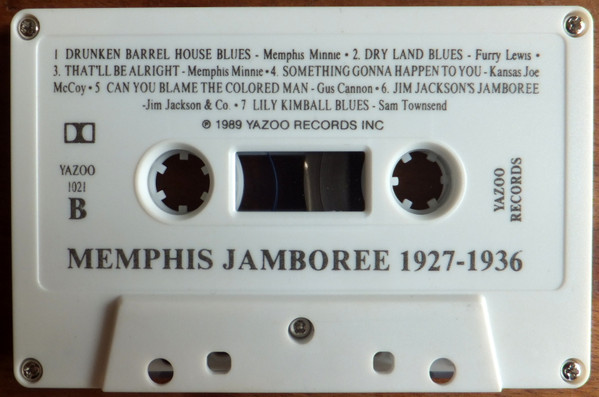 1 DRUNKEN BARREL HOUSE BLUES - Memphis Minnie • 2. DRY LAND BLUES - Furry Lewis •
3. THAT'LL BE ALRIGHT - Memphis Minnie • 4. SOMETHING GONNA HAPPEN TO YOU - Kansas Joe
McCoy • 5 CAN YOU BLAME THE COLORED MAN - Gus Cannon • 6. JIM JACKSON'S JAMBOREE
-Jim Jackson & Co. • 7 LILY KIMBALL BLUES - Sam Townsend
℗ 1989 YAZOO RECORDS INC
YAZOO
1021
B
YAZOO
RECORDS
MEMPHIS JAMBOREE 1927-1936